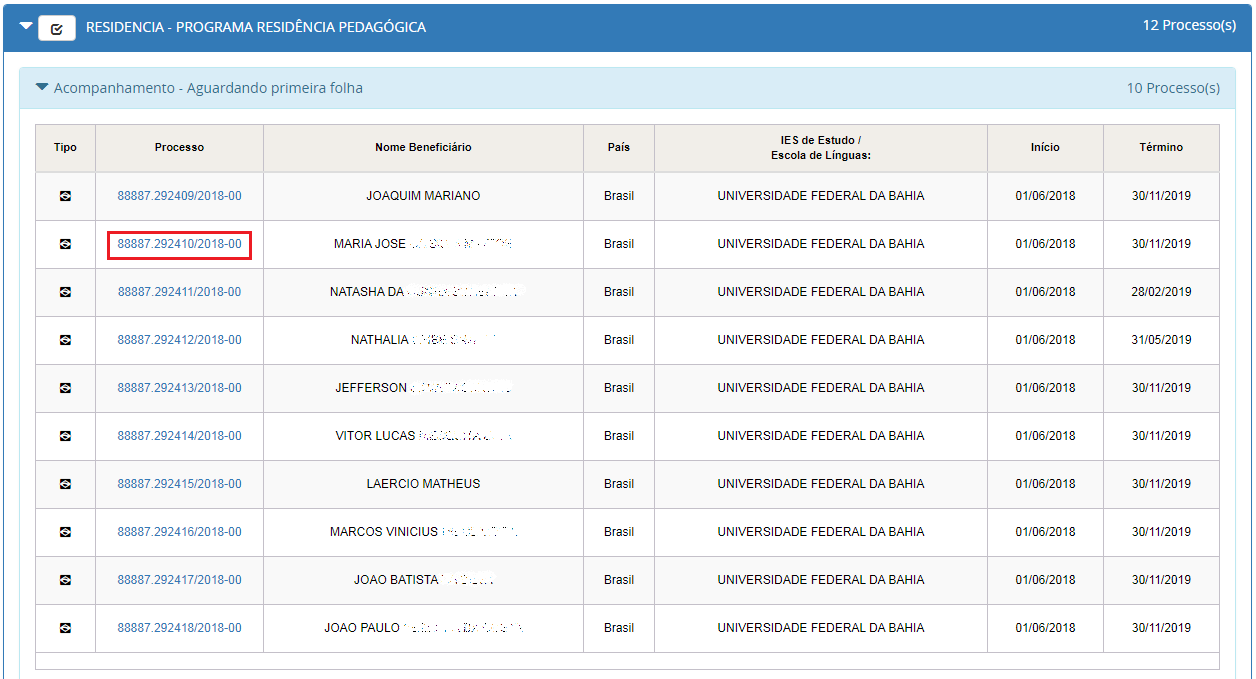 RESIDENCIA - PROGRAMA RESIDÊNCIA PEDAGÓGICA 12 Processo(s)
Acompanhamento - Aguardando primeira folha 10 Processo(s)
Tipo Processo Nome Beneficiário País IES de Estudo / Escola de Línguas: Início Término
88887.292409/2018-00 JOAQUIM MARIANO Brasil UNIVERSIDADE FEDERAL DA BAHIA 01/06/2018 30/11/2019
88887.292410/2018-00 MARIA JOSE Brasil UNIVERSIDADE FEDERAL DA BAHIA 01/06/2018 30/11/2019
88887.292411/2018-00 NATASHA DA Brasil UNIVERSIDADE FEDERAL DA BAHIA 01/06/2018 28/02/2019
88887.292412/2018-00 NATHALIA Brasil UNIVERSIDADE FEDERAL DA BAHIA 01/06/2018 31/05/2019
88887.292413/2018-00 JEFFERSON Brasil UNIVERSIDADE FEDERAL DA BAHIA 01/06/2018 30/11/2019
88887.292414/2018-00 VITOR LUCAS Brasil UNIVERSIDADE FEDERAL DA BAHIA 01/06/2018 30/11/2019
88887.292415/2018-00 LAERCIO MATHEUS Brasil UNIVERSIDADE FEDERAL DA BAHIA 01/06/2018 30/11/2019
88887.292416/2018-00 MARCOS VINICIUS Brasil UNIVERSIDADE FEDERAL DA BAHIA 01/06/2018 30/11/2019
88887.292417/2018-00 JOAO BATISTA Brasil UNIVERSIDADE FEDERAL DA BAHIA 01/06/2018 30/11/2019
88887.292418/2018-00 JOAO PAULO Brasil UNIVERSIDADE FEDERAL DA BAHIA 01/06/2018 30/11/2019